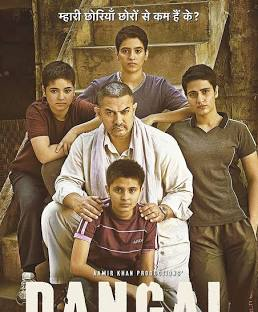 म्हारी छोरियाँ छोरों से कम हैं के?
AAMIR KHAN PRODUCTIONS'
DANGAL